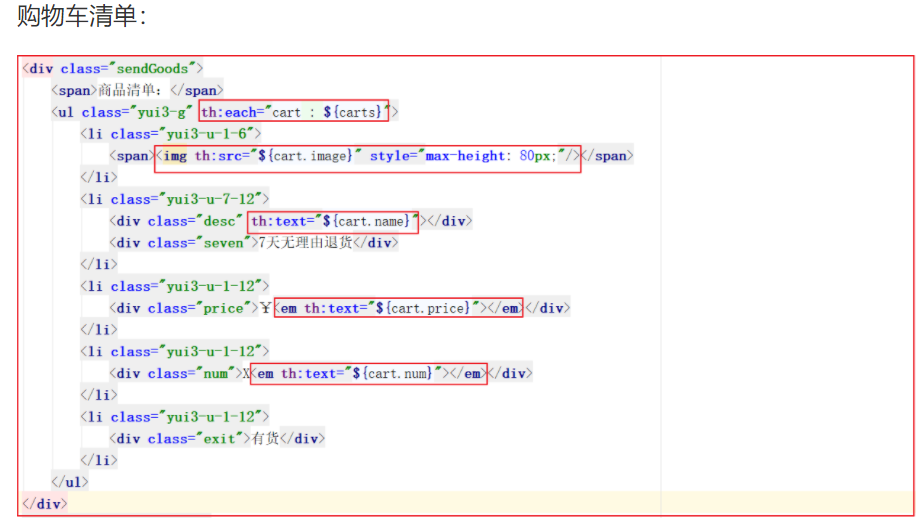 购物车清单：
<div class="sendGoods">
<span>商品清单：</span>
<ul class="yui3-g" th:each="cart : ${carts}">
<li class="yui3-u-1-6">
<span><img th:src="${cart.image}" style="max-height: 80px;"/></span>
</li>
<li class="yui3-u-7-12">
<div class="desc" th:text="${cart.name}"></div>
<div class="seven">7天无理由退货</div>
</li>
<li class="yui3-u-1-12">
<div class="price">￥<em th:text="${cart.price}"></em></div>
</li>
<li class="yui3-u-1-12">
<div class="num">X<em th:text="${cart.num}"></em></div>
</li>
<li class="yui3-u-1-12">
<div class="exit">有货</div>
</li>
</ul>
</div>